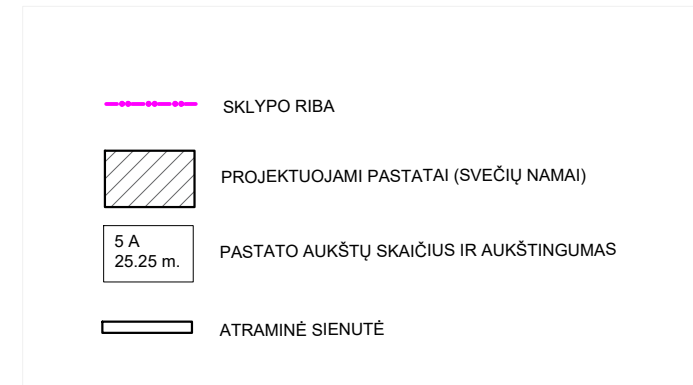 SKLYPO RIBA
PROJEKTUOJAMI PASTATAI (SVEČIŲ NAMAI)
5 A
25.25 m.
PASTATO AUKŠTŲ SKAIČIUS IR AUKŠTINGUMAS
ATRAMINĖ SIENUTĖ